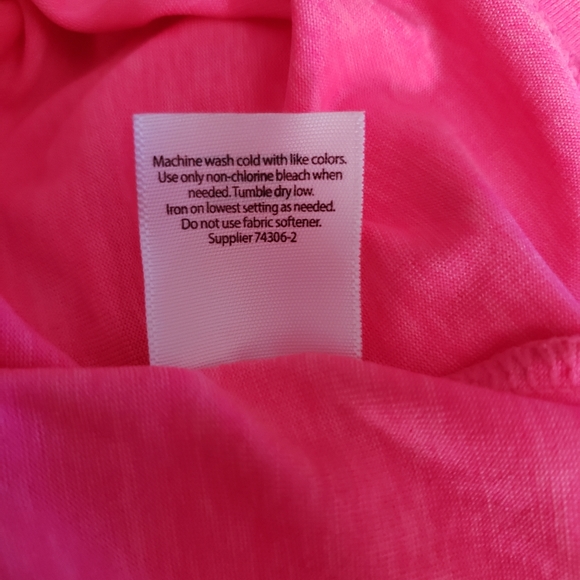 Machine wash cold with like colors.
Use only non-chlorine bleach when
needed. Tumble dry low.
Iron on lowest setting as needed.
Do not use fabric softener.
Supplier 74306-2